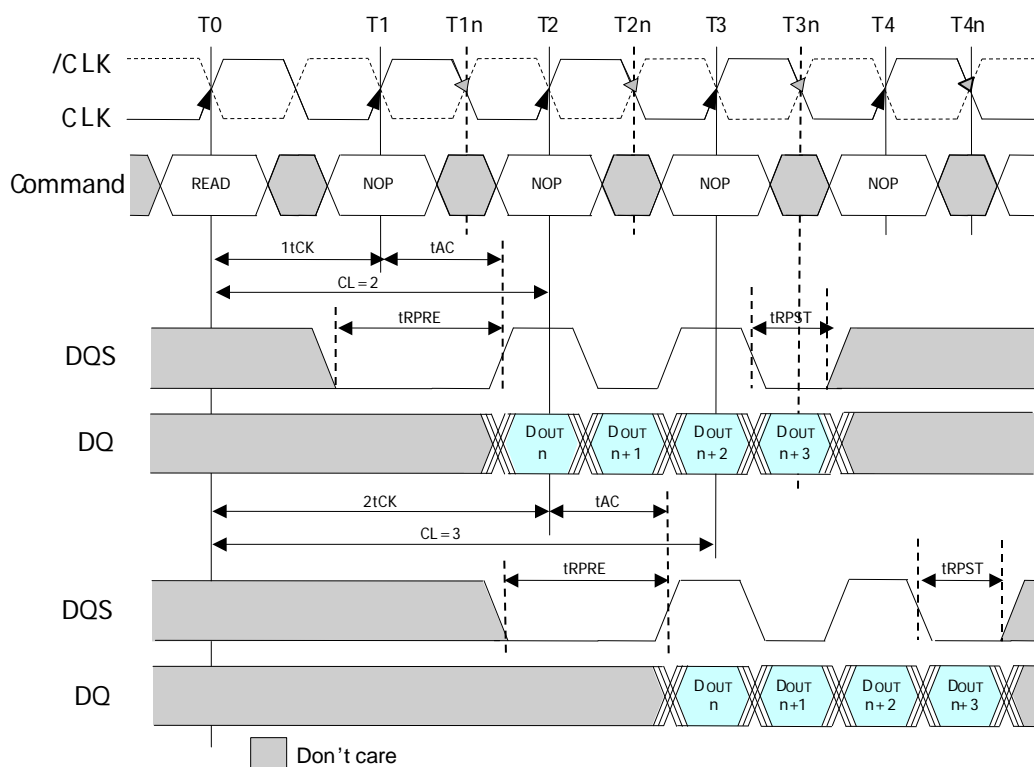 T0 T1 T1n T2 T2n T3 T3n T4 T4n
/CLK
CLK
Command READ NOP NOP NOP NOP
1tCK tAC
CL=2
tRPRE tRPST
DQS
DQ DOUT n DOUT n+1 DOUT n+2 DOUT n+3
2tCK tAC
CL=3
tRPRE tRPST
DQS
DQ DOUT n DOUT n+1 DOUT n+2 DOUT n+3
Don't care